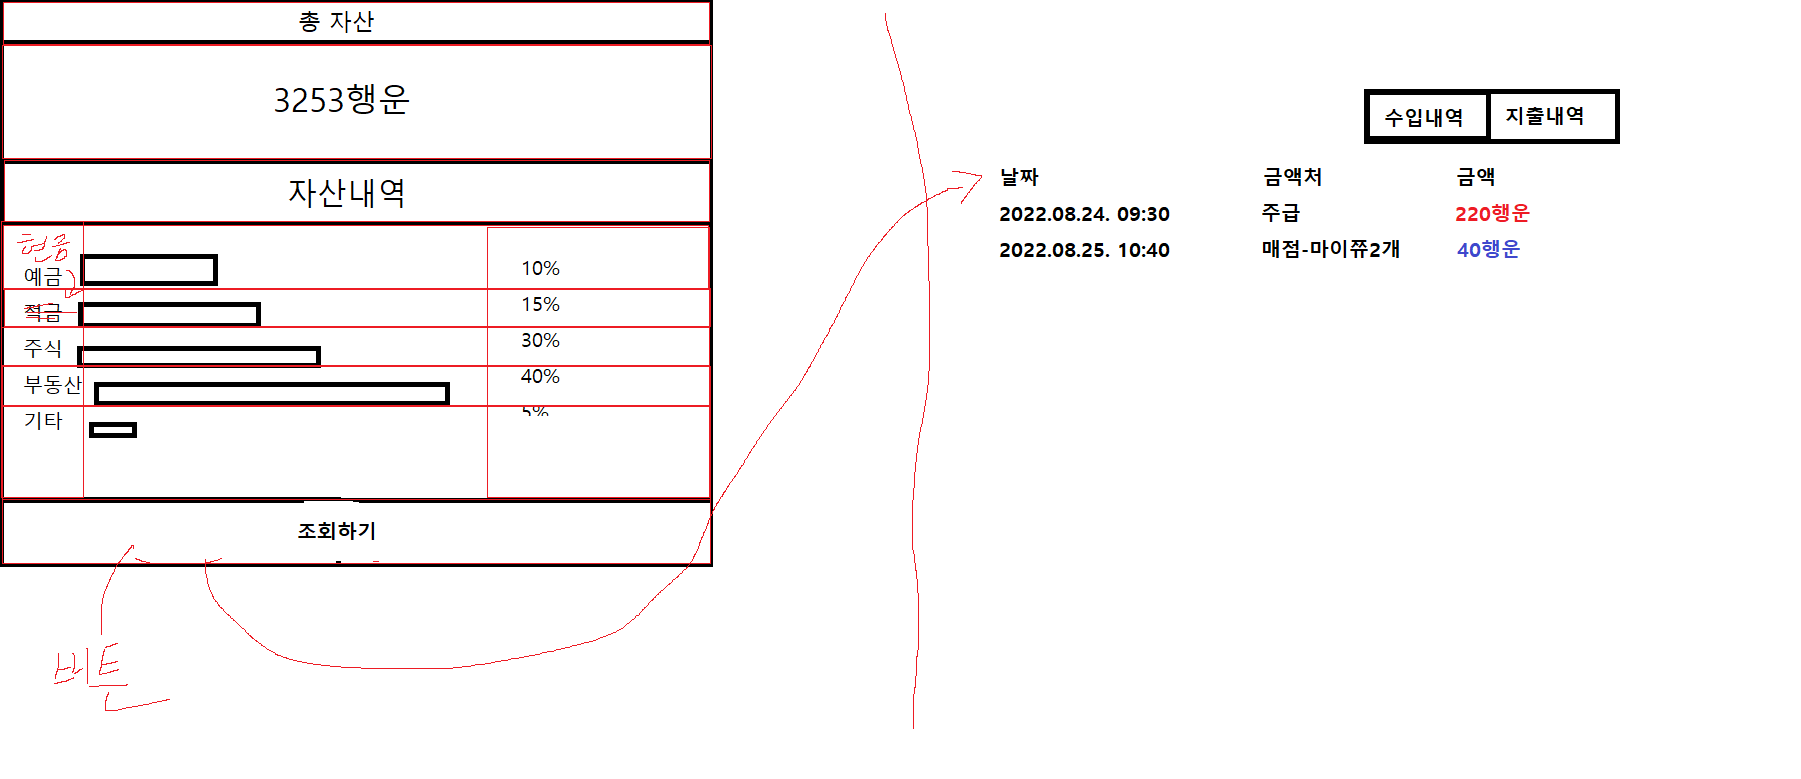 총 자산
3253행운
자산내역
현금
예금 10%
적금 15%
주식 30%
부동산 40%
기타 5%
조회하기
버튼
수입내역 지출내역
날짜 금액처 금액
2022.08.24. 09:30 주급 220행운
2022.08.25. 10:40 매점-마이쮸2개 40행운